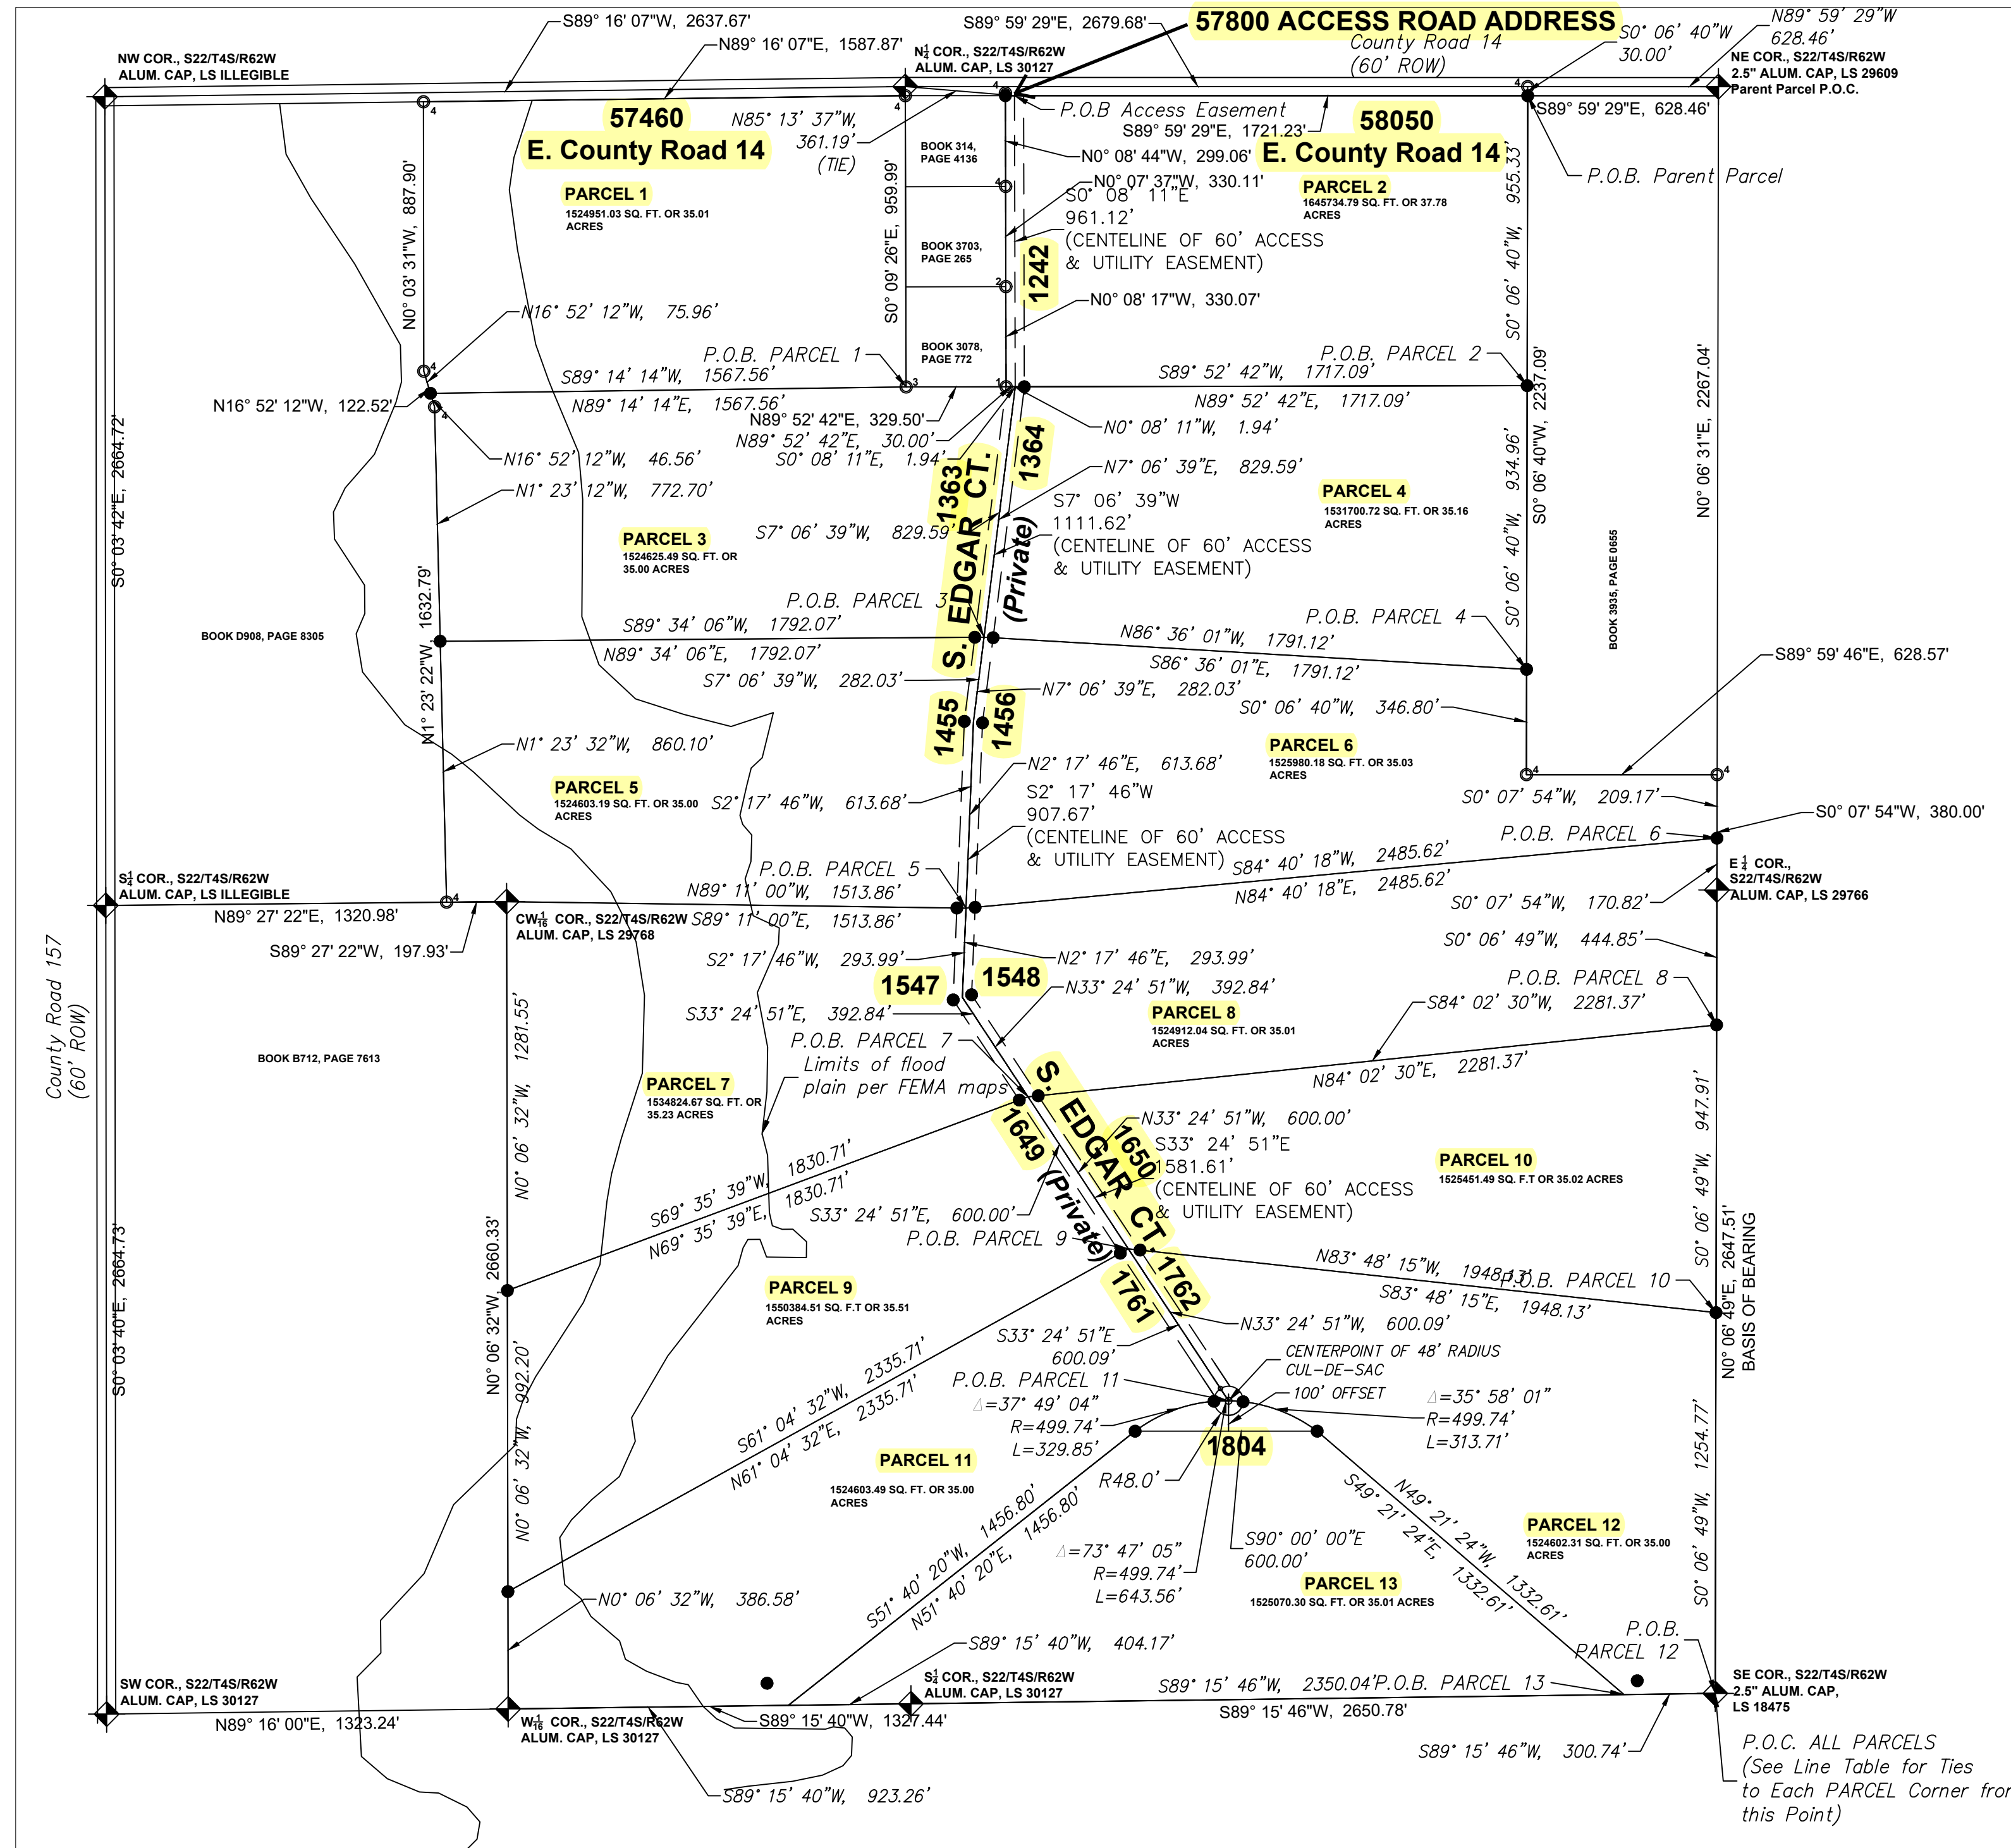 S89° 16' 07"W, 2637.67'
S89° 59' 29"E, 2679.68'
57800 ACCESS ROAD ADDRESS
S0° 06' 40"W
30.00'
N89° 59' 29"W
628.46'
N89° 16' 07"E, 1587.87'
County Road 14
(60' ROW)
NW COR., S22/T4S/R62W
ALUM. CAP, LS ILLEGIBLE
N1/4 COR., S22/T4S/R62W
ALUM. CAP, LS 30127
NE COR., S22/T4S/R62W
2.5" ALUM. CAP, LS 29609
Parent Parcel P.O.C.
4
4
4
4
57460
E. County Road 14
N85° 13' 37"W,
361.19'
(TIE)
P.O.B Access Easement
S89° 59' 29"E, 1721.23'
58050
E. County Road 14
S89° 59' 29"E, 628.46'
P.O.B. Parent Parcel
BOOK 314,
PAGE 4136
N0° 08' 44"W, 299.06'
N0° 07' 37"W, 330.11'
S0° 08' 11"E
961.12'
(CENTELINE OF 60' ACCESS
& UTILITY EASEMENT)
PARCEL 1
1524951.03 SQ. FT. OR 35.01
ACRES
PARCEL 2
1645734.79 SQ. FT. OR 37.78
ACRES
N0° 03' 31"W, 887.90'
S0° 09' 26"E, 959.99'
4
BOOK 3703,
PAGE 265
2
1242
S0° 06' 40"W, 955.33'
N0° 08' 17"W, 330.07'
N16° 52' 12"W, 75.96'
BOOK 3078,
PAGE 772
P.O.B. PARCEL 1
P.O.B. PARCEL 2
4
3
1
S89° 14' 14"W, 1567.56'
N89° 14' 14"E, 1567.56'
S89° 52' 42"W, 1717.09'
N89° 52' 42"E, 1717.09'
N16° 52' 12"W, 122.52'
4
N89° 52' 42"E, 329.50'
N89° 52' 42"E, 30.00'
S0° 08' 11"E, 1.94'
N0° 08' 11"W, 1.94'
S0° 03' 42"E, 2664.72'
S0° 06' 40"W, 2237.09'
N0° 06' 31"E, 2267.04'
N16° 52' 12"W, 46.56'
N1° 23' 12"W, 772.70'
1363
1364
N7° 06' 39"E, 829.59'
S7° 06' 39"W
1111.62'
(CENTELINE OF 60' ACCESS
& UTILITY EASEMENT)
S. EDGAR CT.
(Private)
PARCEL 3
1524625.49 SQ. FT. OR
35.00 ACRES
S7° 06' 39"W, 829.59'
PARCEL 4
1531700.72 SQ. FT. OR 35.16
ACRES
S0° 06' 40"W, 934.96'
BOOK 3935, PAGE 0655
N1° 23' 22"W, 1632.79'
P.O.B. PARCEL 3
P.O.B. PARCEL 4
BOOK D908, PAGE 8305
S89° 34' 06"W, 1792.07'
N89° 34' 06"E, 1792.07'
N86° 36' 01"W, 1791.12'
S86° 36' 01"E, 1791.12'
S89° 59' 46"E, 628.57'
S7° 06' 39"W, 282.03'
N7° 06' 39"E, 282.03'
S0° 06' 40"W, 346.80'
1455
1456
N1° 23' 32"W, 860.10'
PARCEL 5
1524603.19 SQ. FT. OR 35.00
ACRES
S2° 17' 46"W, 613.68'
N2° 17' 46"E, 613.68'
S2° 17' 46"W
907.67'
(CENTELINE OF 60' ACCESS
& UTILITY EASEMENT)
PARCEL 6
1525980.18 SQ. FT. OR 35.03
ACRES
4
4
S0° 07' 54"W, 209.17'
S0° 07' 54"W, 380.00'
P.O.B. PARCEL 6
P.O.B. PARCEL 5
S84° 40' 18"W, 2485.62'
N84° 40' 18"E, 2485.62'
E 1/4 COR.,
S22/T4S/R62W
ALUM. CAP, LS 29766
S1/4 COR., S22/T4S/R62W
ALUM. CAP, LS ILLEGIBLE
N89° 27' 22"E, 1320.98'
4
S89° 27' 22"W, 197.93'
CW1/16 COR., S22/T4S/R62W
ALUM. CAP, LS 29768
N89° 11' 00"W, 1513.86'
S89° 11' 00"E, 1513.86'
S0° 07' 54"W, 170.82'
S0° 06' 49"W, 444.85'
S2° 17' 46"W, 293.99'
N2° 17' 46"E, 293.99'
1547
1548
N33° 24' 51"W, 392.84'
S33° 24' 51"E, 392.84'
P.O.B. PARCEL 8
S84° 02' 30"W, 2281.37'
N84° 02' 30"E, 2281.37'
County Road 157
(60' ROW)
BOOK B712, PAGE 7613
N0° 06' 32"W, 1281.55'
P.O.B. PARCEL 7
Limits of flood
plain per FEMA maps
PARCEL 7
1534824.67 SQ. FT. OR
35.23 ACRES
PARCEL 8
1524912.04 SQ. FT. OR 35.01
ACRES
S. EDGAR CT.
(Private)
1649
1650
N33° 24' 51"W, 600.00'
S33° 24' 51"E
1581.61'
(CENTELINE OF 60' ACCESS
& UTILITY EASEMENT)
PARCEL 10
1525451.49 SQ. F.T OR 35.02 ACRES
S0° 06' 49"W, 947.91'
S69° 35' 39"W, 1830.71'
N69° 35' 39"E, 1830.71'
S33° 24' 51"E, 600.00'
P.O.B. PARCEL 9
N83° 48' 15"W, 1948.13'
S83° 48' 15"E, 1948.13'
P.O.B. PARCEL 10
N0° 06' 49"E, 2647.51'
BASIS OF BEARING
S0° 03' 40"E, 2664.73'
N0° 06' 32"W, 2660.33'
PARCEL 9
1550384.51 SQ. F.T OR 35.51
ACRES
1761
1762
S33° 24' 51"E
600.09'
N33° 24' 51"W, 600.09'
CENTERPOINT OF 48' RADIUS
CUL-DE-SAC
100' OFFSET
P.O.B. PARCEL 11
Δ=37° 49' 04"
R=499.74'
L=329.85'
Δ=35° 58' 01"
R=499.74'
L=313.71'
N0° 06' 32"W, 992.20'
S61° 04' 32"W, 2335.71'
N61° 04' 32"E, 2335.71'
1804
R48.0'
PARCEL 11
1524603.49 SQ. FT. OR 35.00
ACRES
S51° 40' 20"W, 1456.80'
N51° 40' 20"E, 1456.80'
Δ=73° 47' 05"
R=499.74'
L=643.56'
S90° 00' 00"E
600.00'
N49° 21' 24"W, 1332.61'
S49° 21' 24"E, 1332.61'
PARCEL 12
1524602.31 SQ. FT. OR 35.00
ACRES
PARCEL 13
1525070.30 SQ. FT. OR 35.01 ACRES
S0° 06' 49"W, 1254.77'
N0° 06' 32"W, 386.58'
S89° 15' 40"W, 404.17'
P.O.B.
PARCEL 12
SW COR., S22/T4S/R62W
ALUM. CAP, LS 30127
N89° 16' 00"E, 1323.24'
W1/16 COR., S22/T4S/R62W
ALUM. CAP, LS 30127
S89° 15' 40"W, 1327.44'
S1/4 COR., S22/T4S/R62W
ALUM. CAP, LS 30127
S89° 15' 46"W, 2350.04'
P.O.B. PARCEL 13
S89° 15' 46"W, 2650.78'
SE COR., S22/T4S/R62W
2.5" ALUM. CAP,
LS 18475
S89° 15' 46"W, 300.74'
S89° 15' 40"W, 923.26'
P.O.C. ALL PARCELS
(See Line Table for Ties
to Each PARCEL Corner from
this Point)